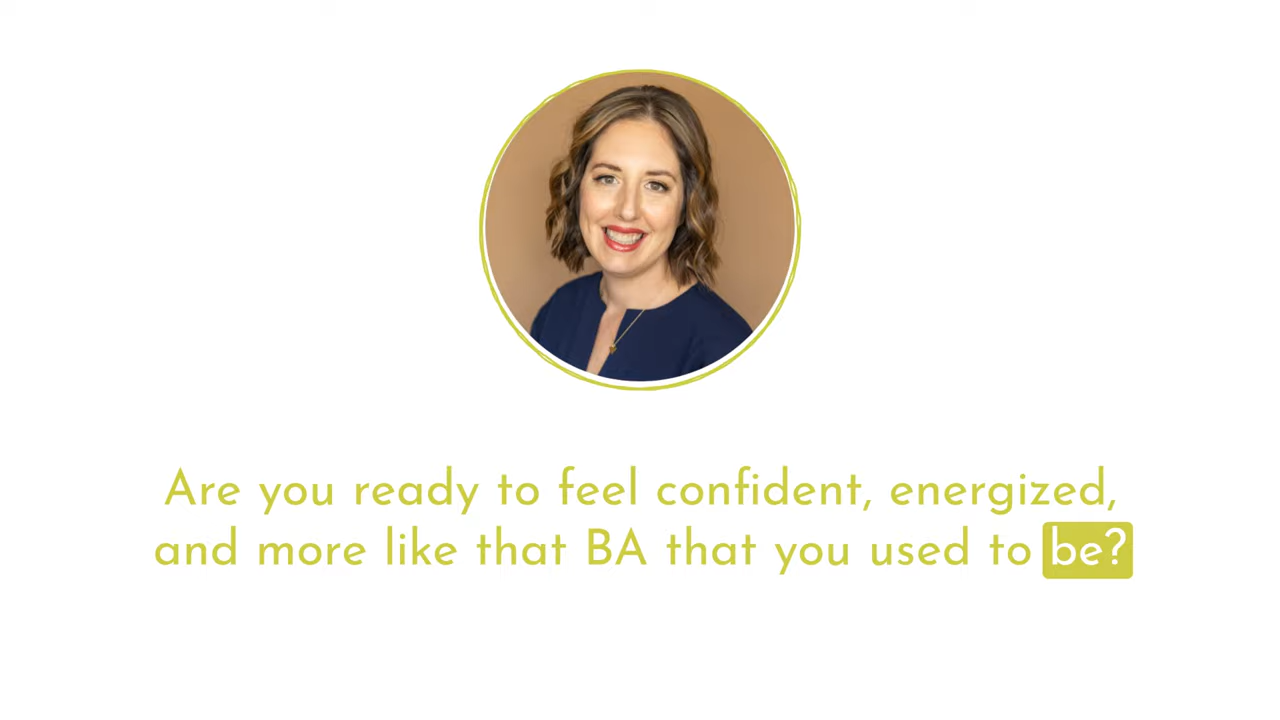 Are you ready to feel confident, energized,
and more like that BA that you used to be?